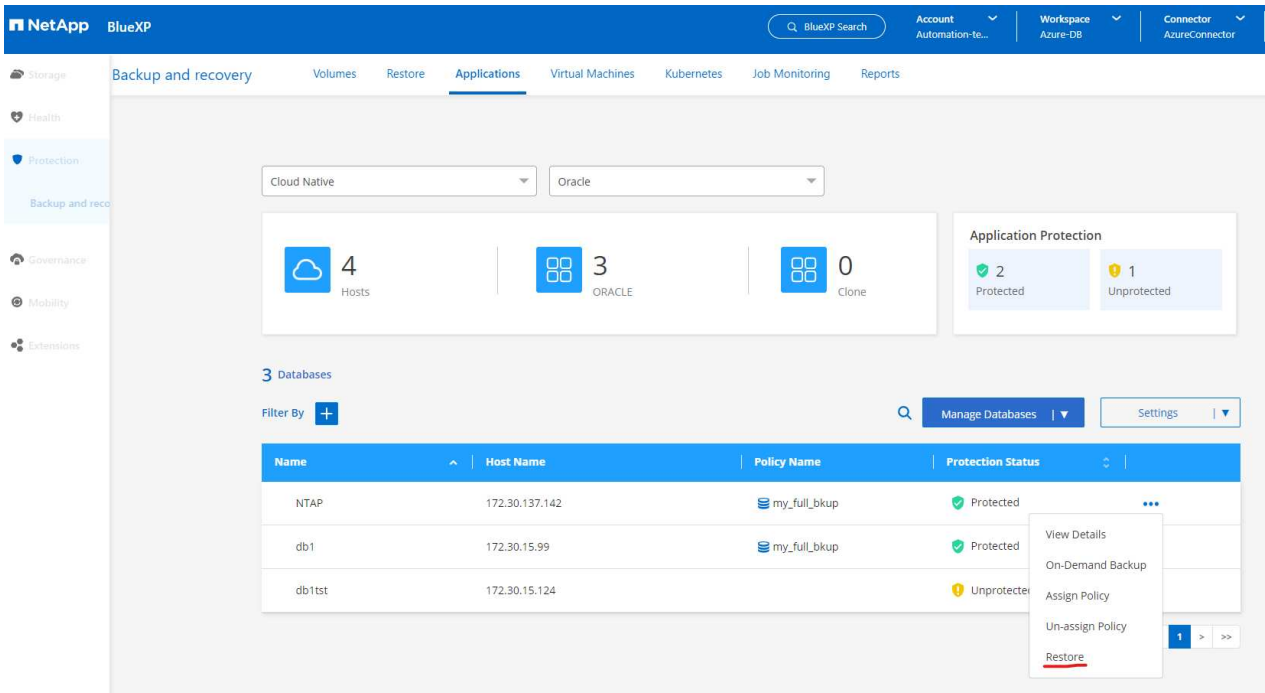 NetApp BlueXP
BlueXP Search
Account
Automation-te...
Workspace
Azure-DB
Connector
AzureConnector
Storage
Health
Protection
Backup and reco
Governance
Mobility
Extensions
Backup and recovery
Volumes Restore Applications Virtual Machines Kubernetes Job Monitoring Reports
Cloud Native Oracle
4
Hosts
3
ORACLE
0
Clone
Application Protection
2
Protected
1
Unprotected
3 Databases
Filter By +
Manage Databases | ▼
Settings | ▼
Name Host Name Policy Name Protection Status
NTAP 172.30.137.142 my_full_bkup Protected •••
db1 172.30.15.99 my_full_bkup Protected
db1tst 172.30.15.124 Unprotected
View Details
On-Demand Backup
Assign Policy
Un-assign Policy
Restore
1 > >>